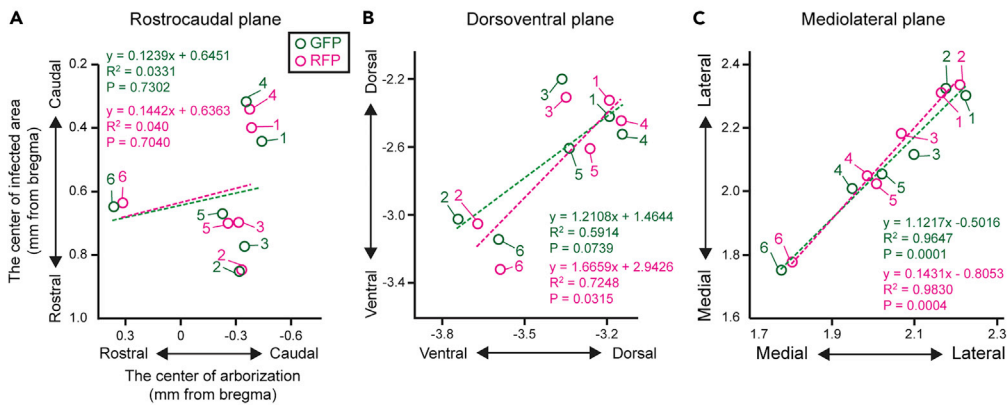 A
Rostrocaudal plane
GFP
RFP
y = 0.1239x + 0.6451
R² = 0.0331
P = 0.7302
y = 0.1442x + 0.6363
R² = 0.040
P = 0.7040
0.2
0.4
0.6
0.8
1.0
Caudal
Rostral
The center of infected area
(mm from bregma)
4
4
1
6
6
5
5
3
2
2
0.3
0
-0.3
-0.6
Rostral
Caudal
The center of arborization
(mm from bregma)
B
Dorsoventral plane
Dorsal
Ventral
-2.2
-2.6
-3.0
-3.4
3
1
1
4
4
5
5
2
2
6
6
y = 1.2108x + 1.4644
R² = 0.5914
P = 0.0739
y = 1.6659x + 2.9426
R² = 0.7248
P = 0.0315
-3.8
-3.5
-3.2
Ventral
Dorsal
C
Mediolateral plane
Lateral
Medial
2.4
2.2
2.0
1.8
1.6
2
2
1
3
3
4
4
5
5
6
6
y = 1.1217x -0.5016
R² = 0.9647
P = 0.0001
y = 0.1431x - 0.8053
R² = 0.9830
P = 0.0004
1.7
1.9
2.1
2.3
Medial
Lateral